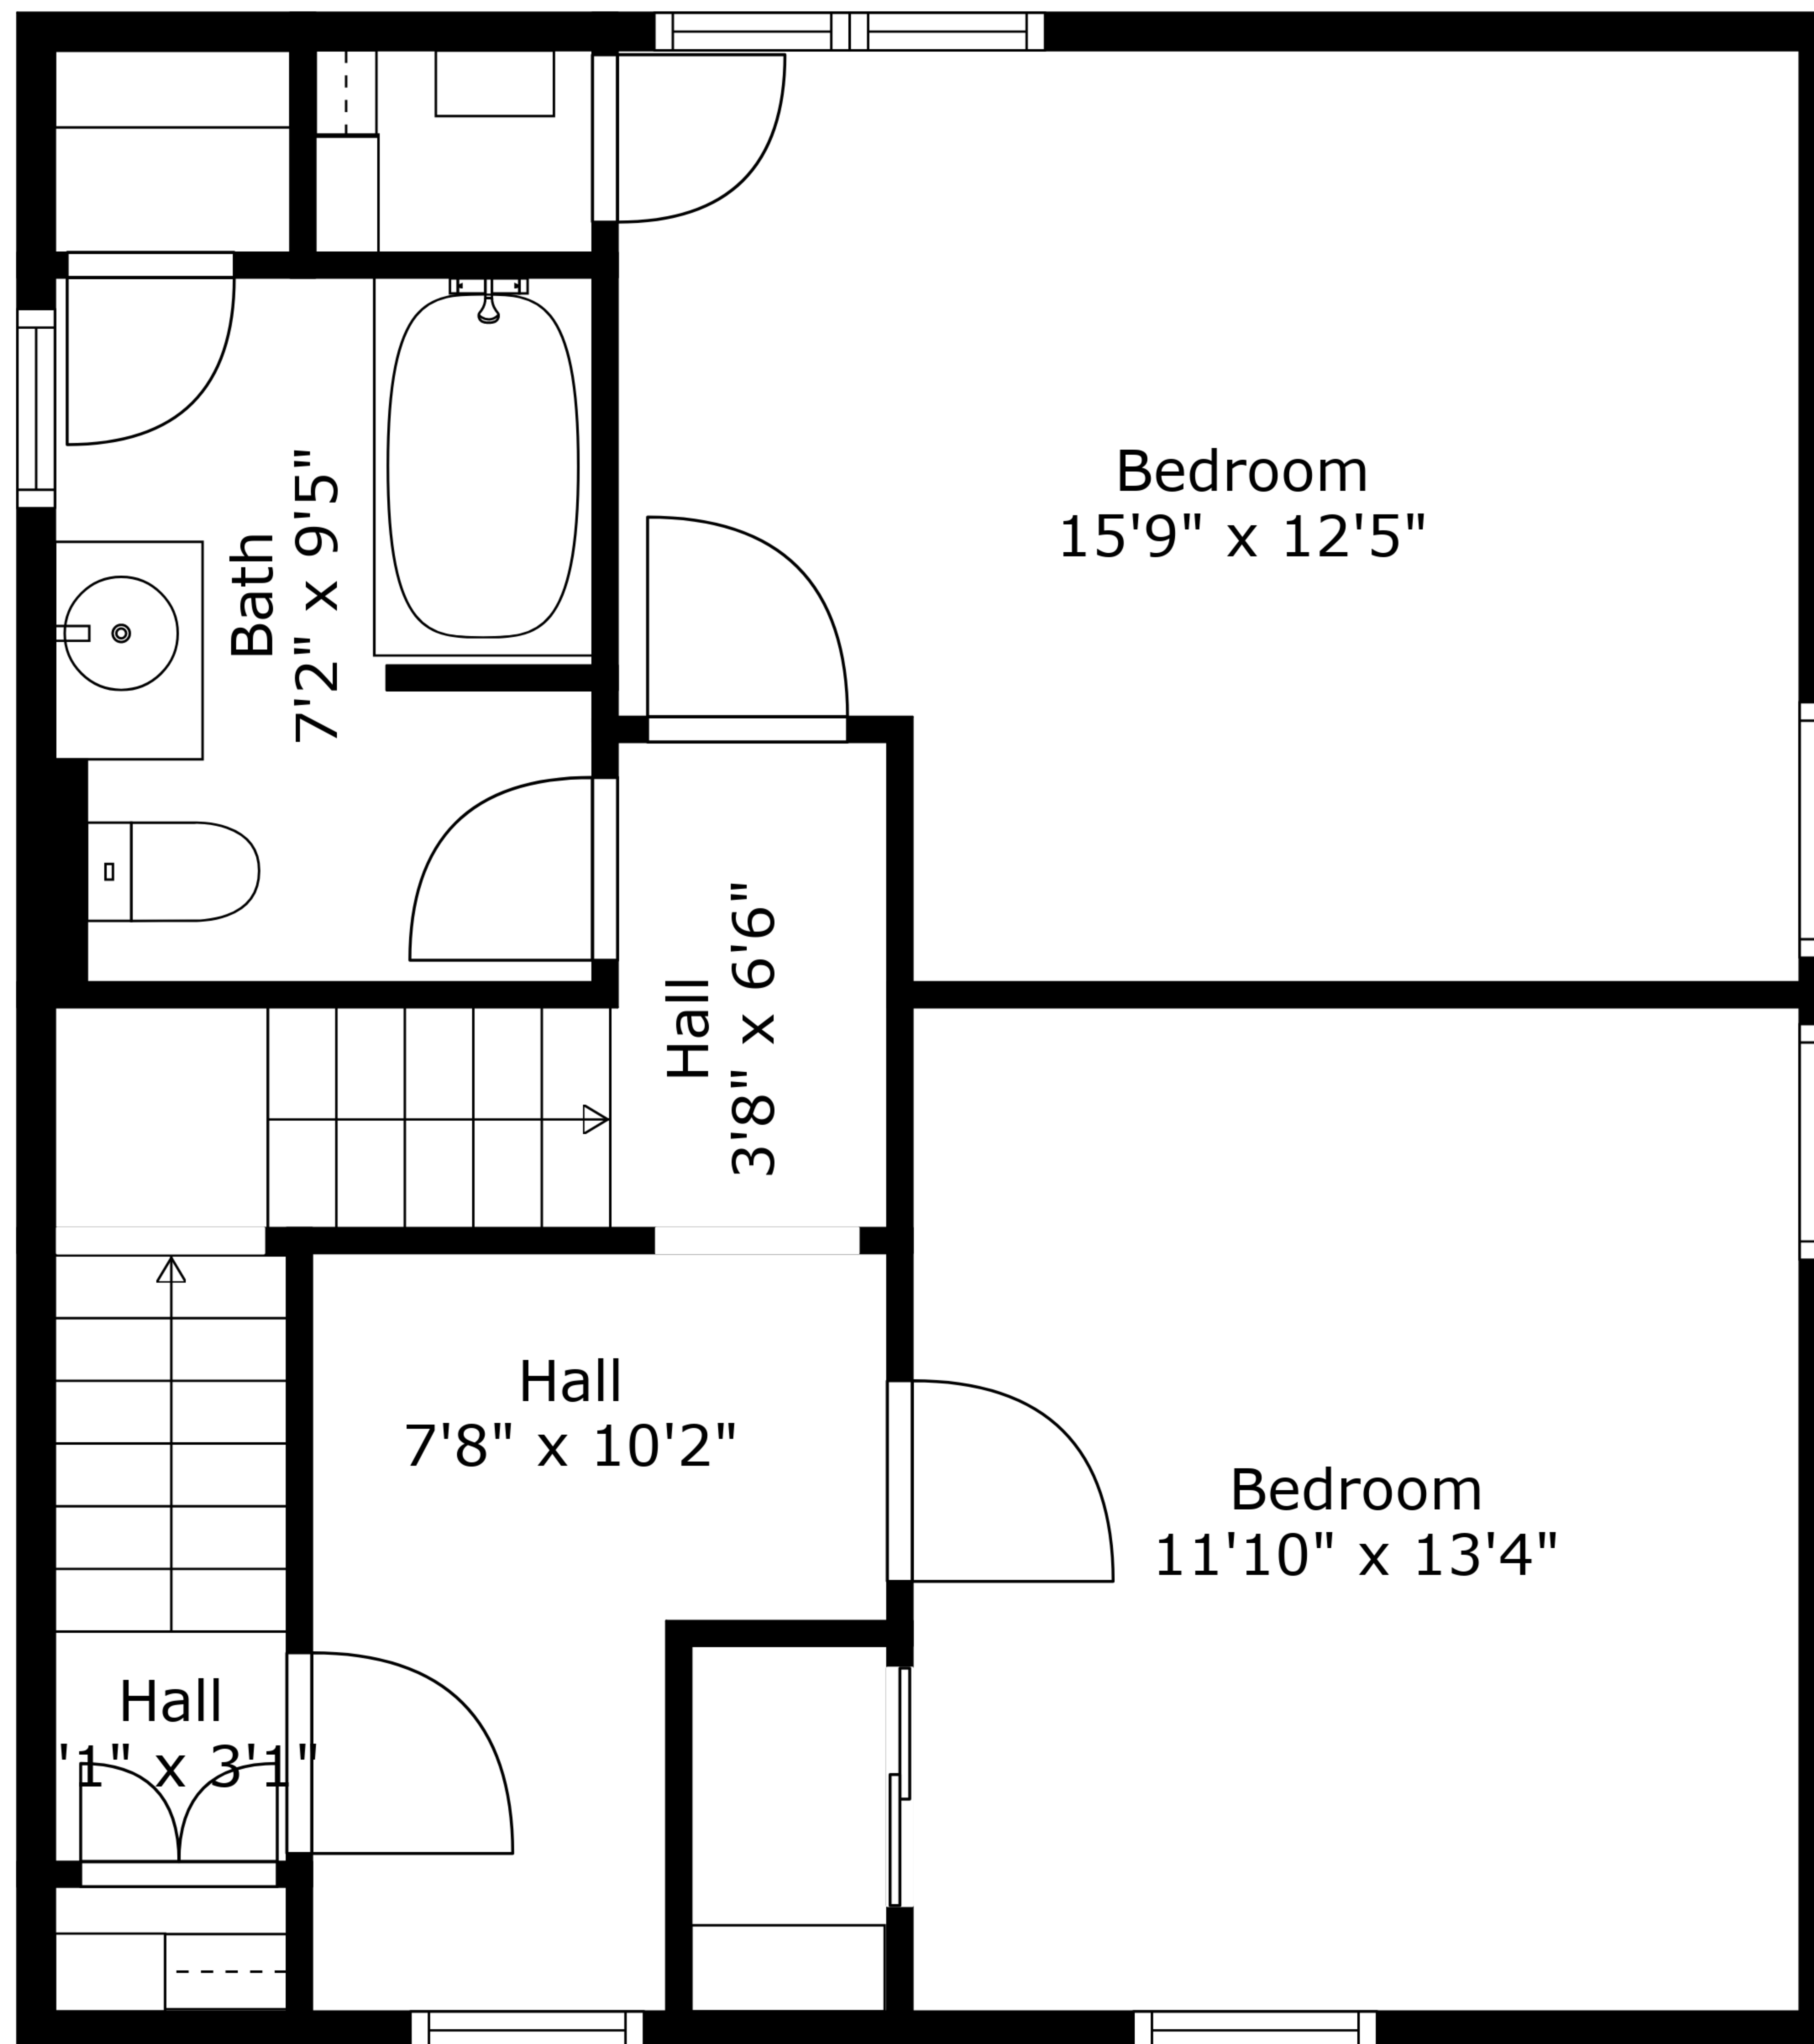 Bedroom
15'9" x 12'5"
Bath
7'2" x 9'5"
Hall
3'8" x 6'6"
Hall
7'8" x 10'2"
Bedroom
11'10" x 13'4"
Hall
'1" x 3'1"